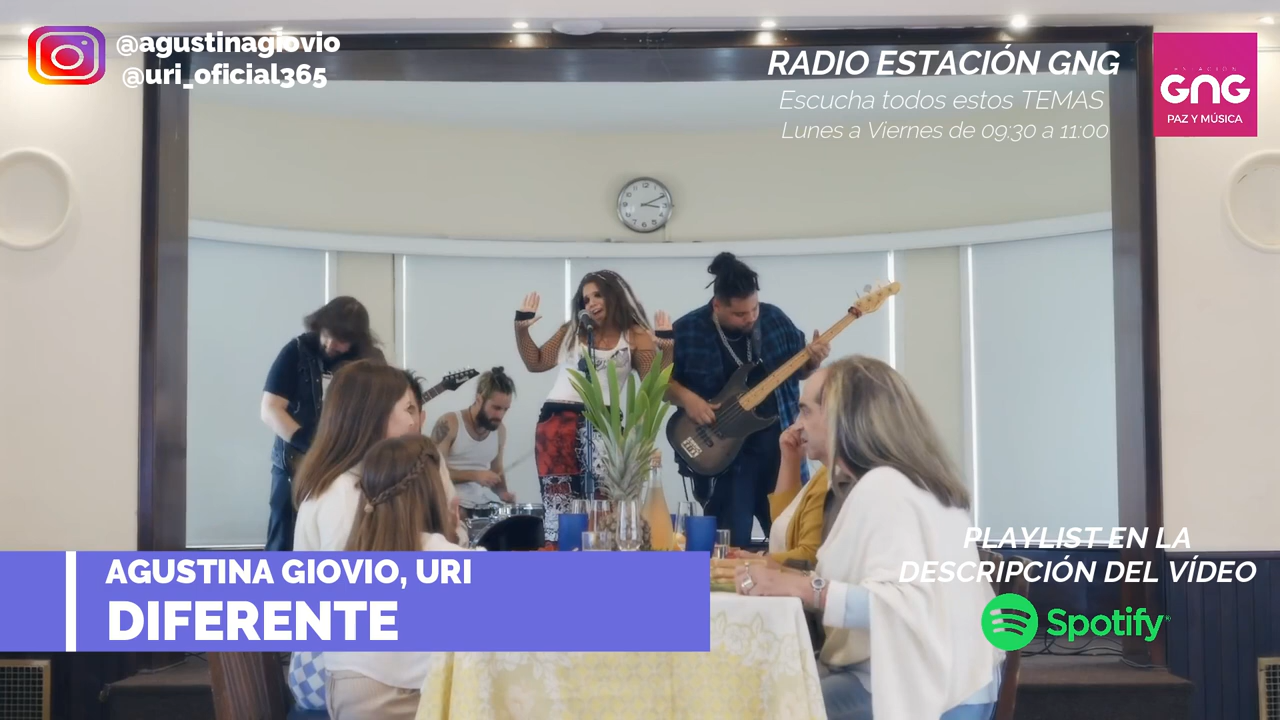 @agustinagiovio
@uri_oficial365
RADIO ESTACIÓN GNG
Escucha todos estos TEMAS
Lunes a Viernes de 09:30 a 11:00
ESTACIÓN
GNG
PAZ Y MÚSICA
AGUSTINA GIOVIO, URI
DIFERENTE
PLAYLIST EN LA
DESCRIPCIÓN DEL VÍDEO
Spotify